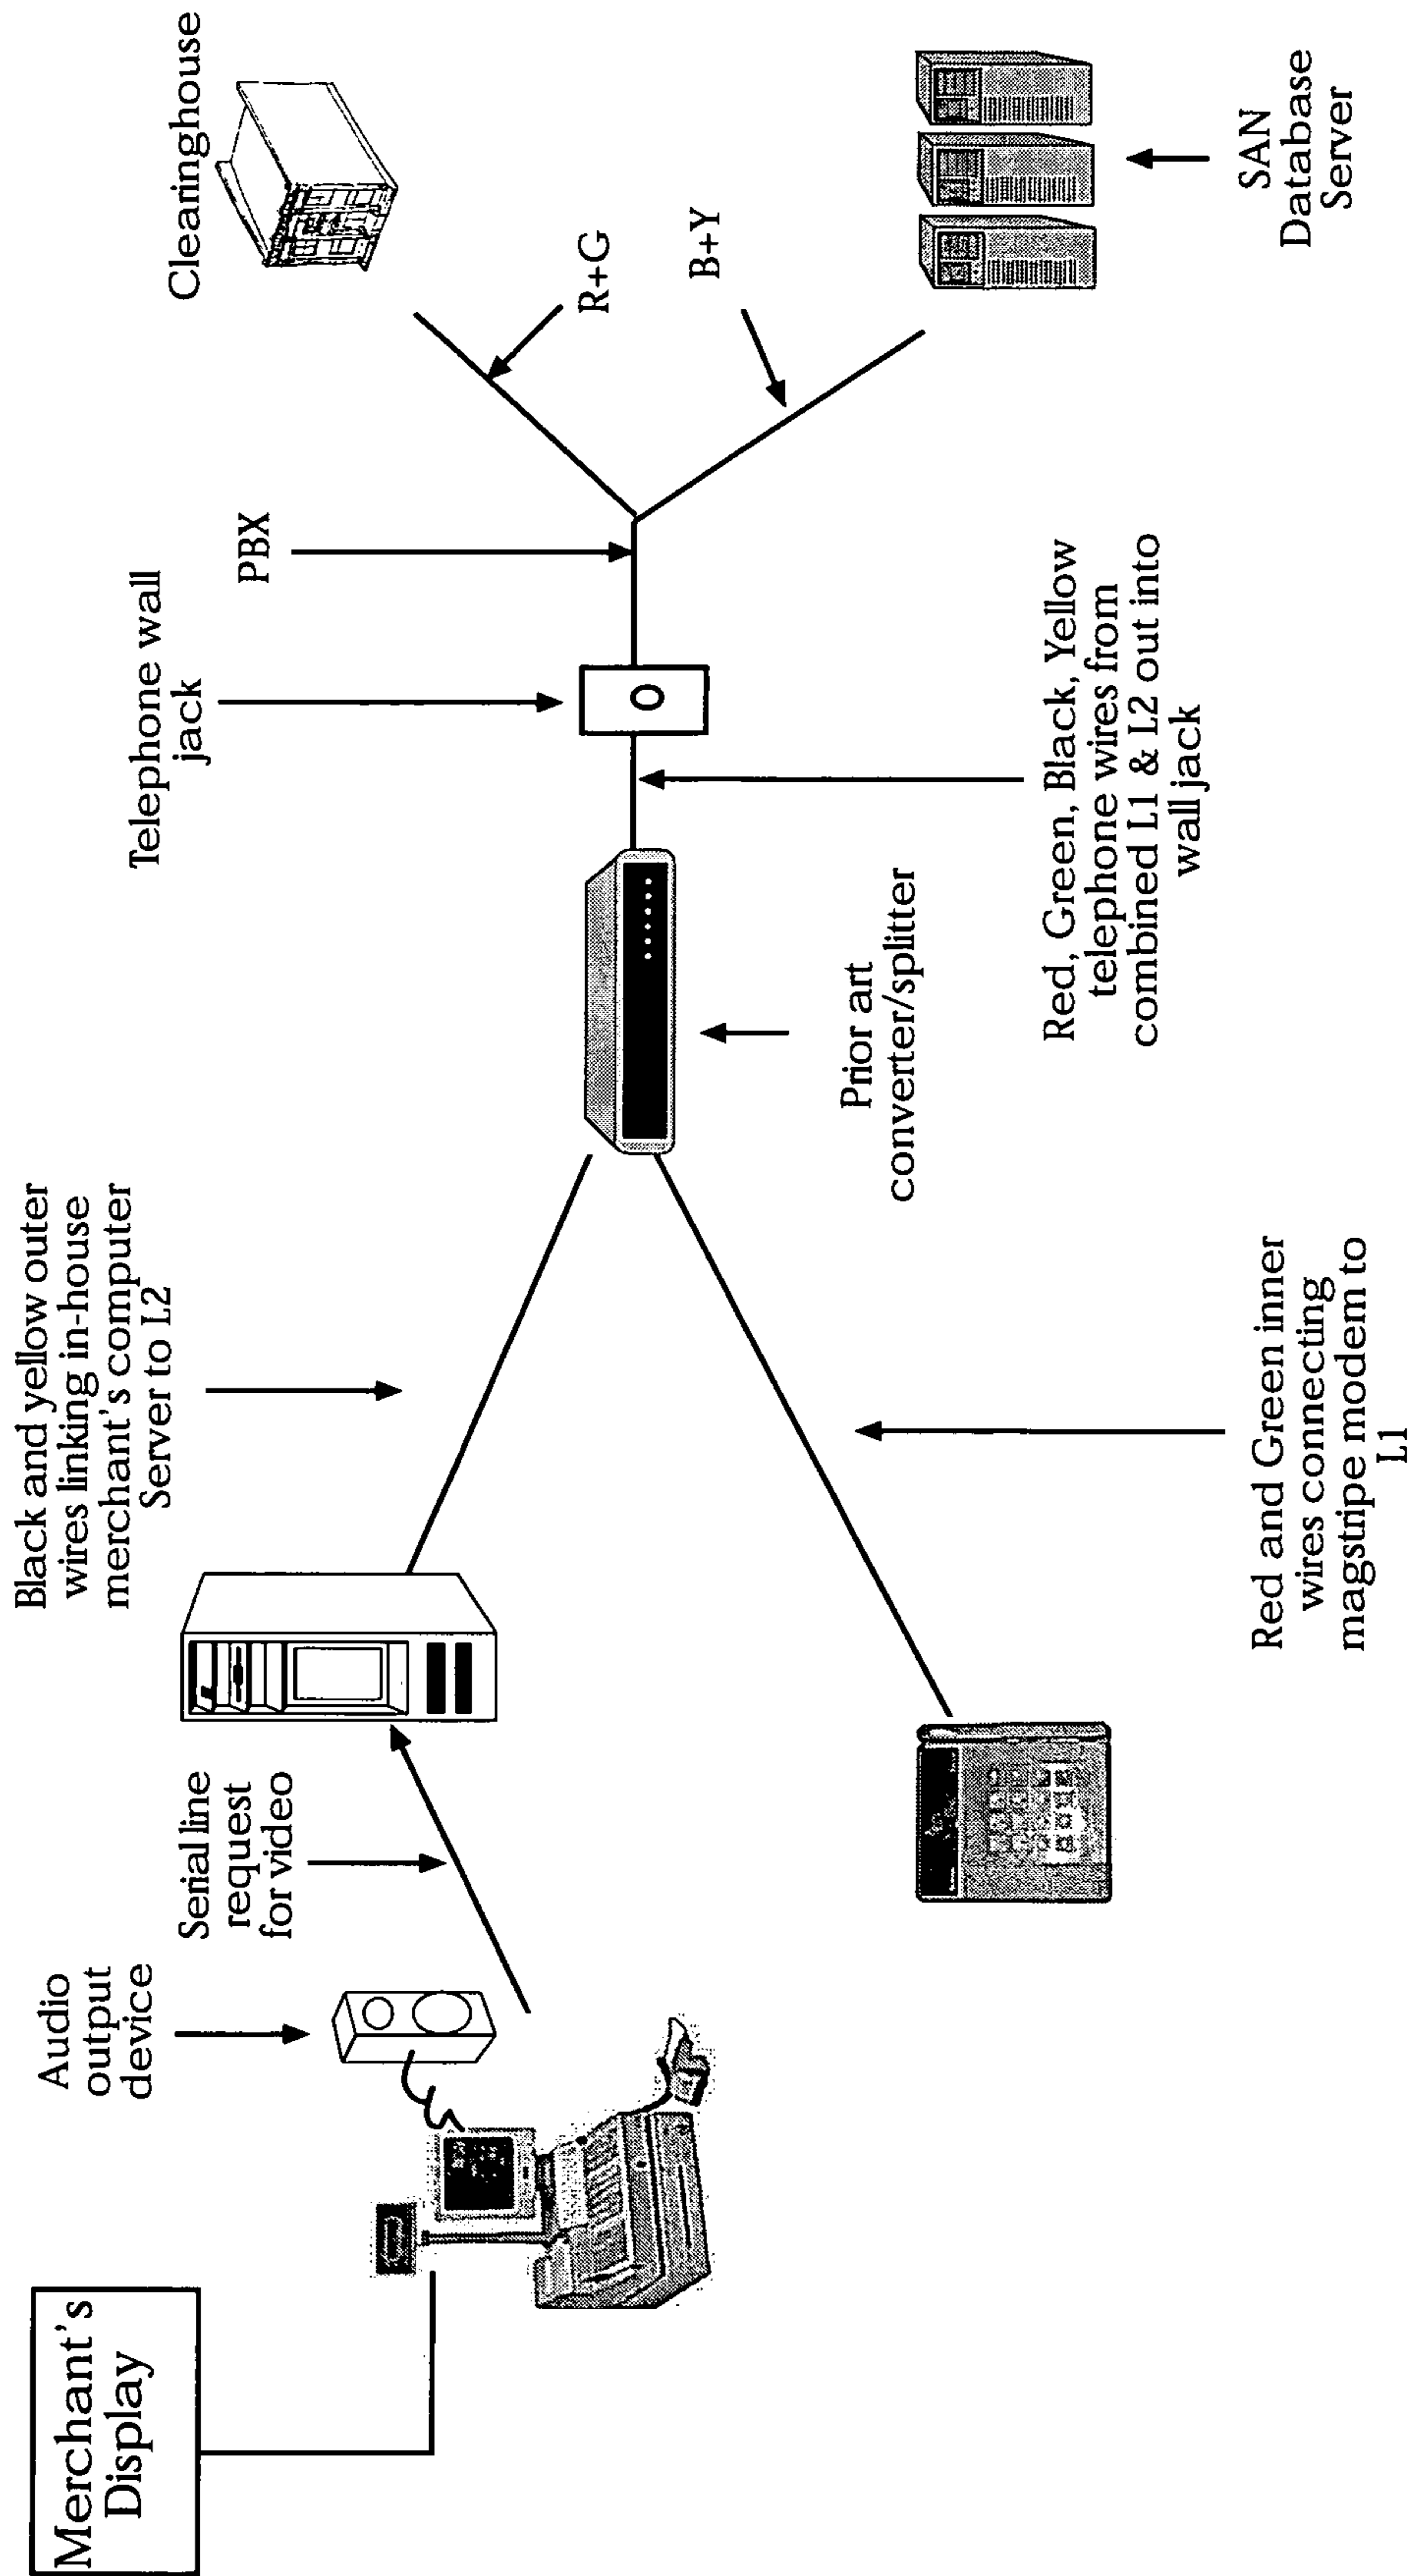 Merchant's
Display
Audio
output
device
Serial line
request
for video
Black and yellow outer
wires linking in-house
merchant's computer
Server to L2
Telephone wall
jack
PBX
Clearinghouse
R+G
B+Y
SAN
Database
Server
Prior art
converter/splitter
Red, Green, Black, Yellow
telephone wires from
combined L1 & L2 out into
wall jack
Red and Green inner
wires connecting
magstripe modem to
L1